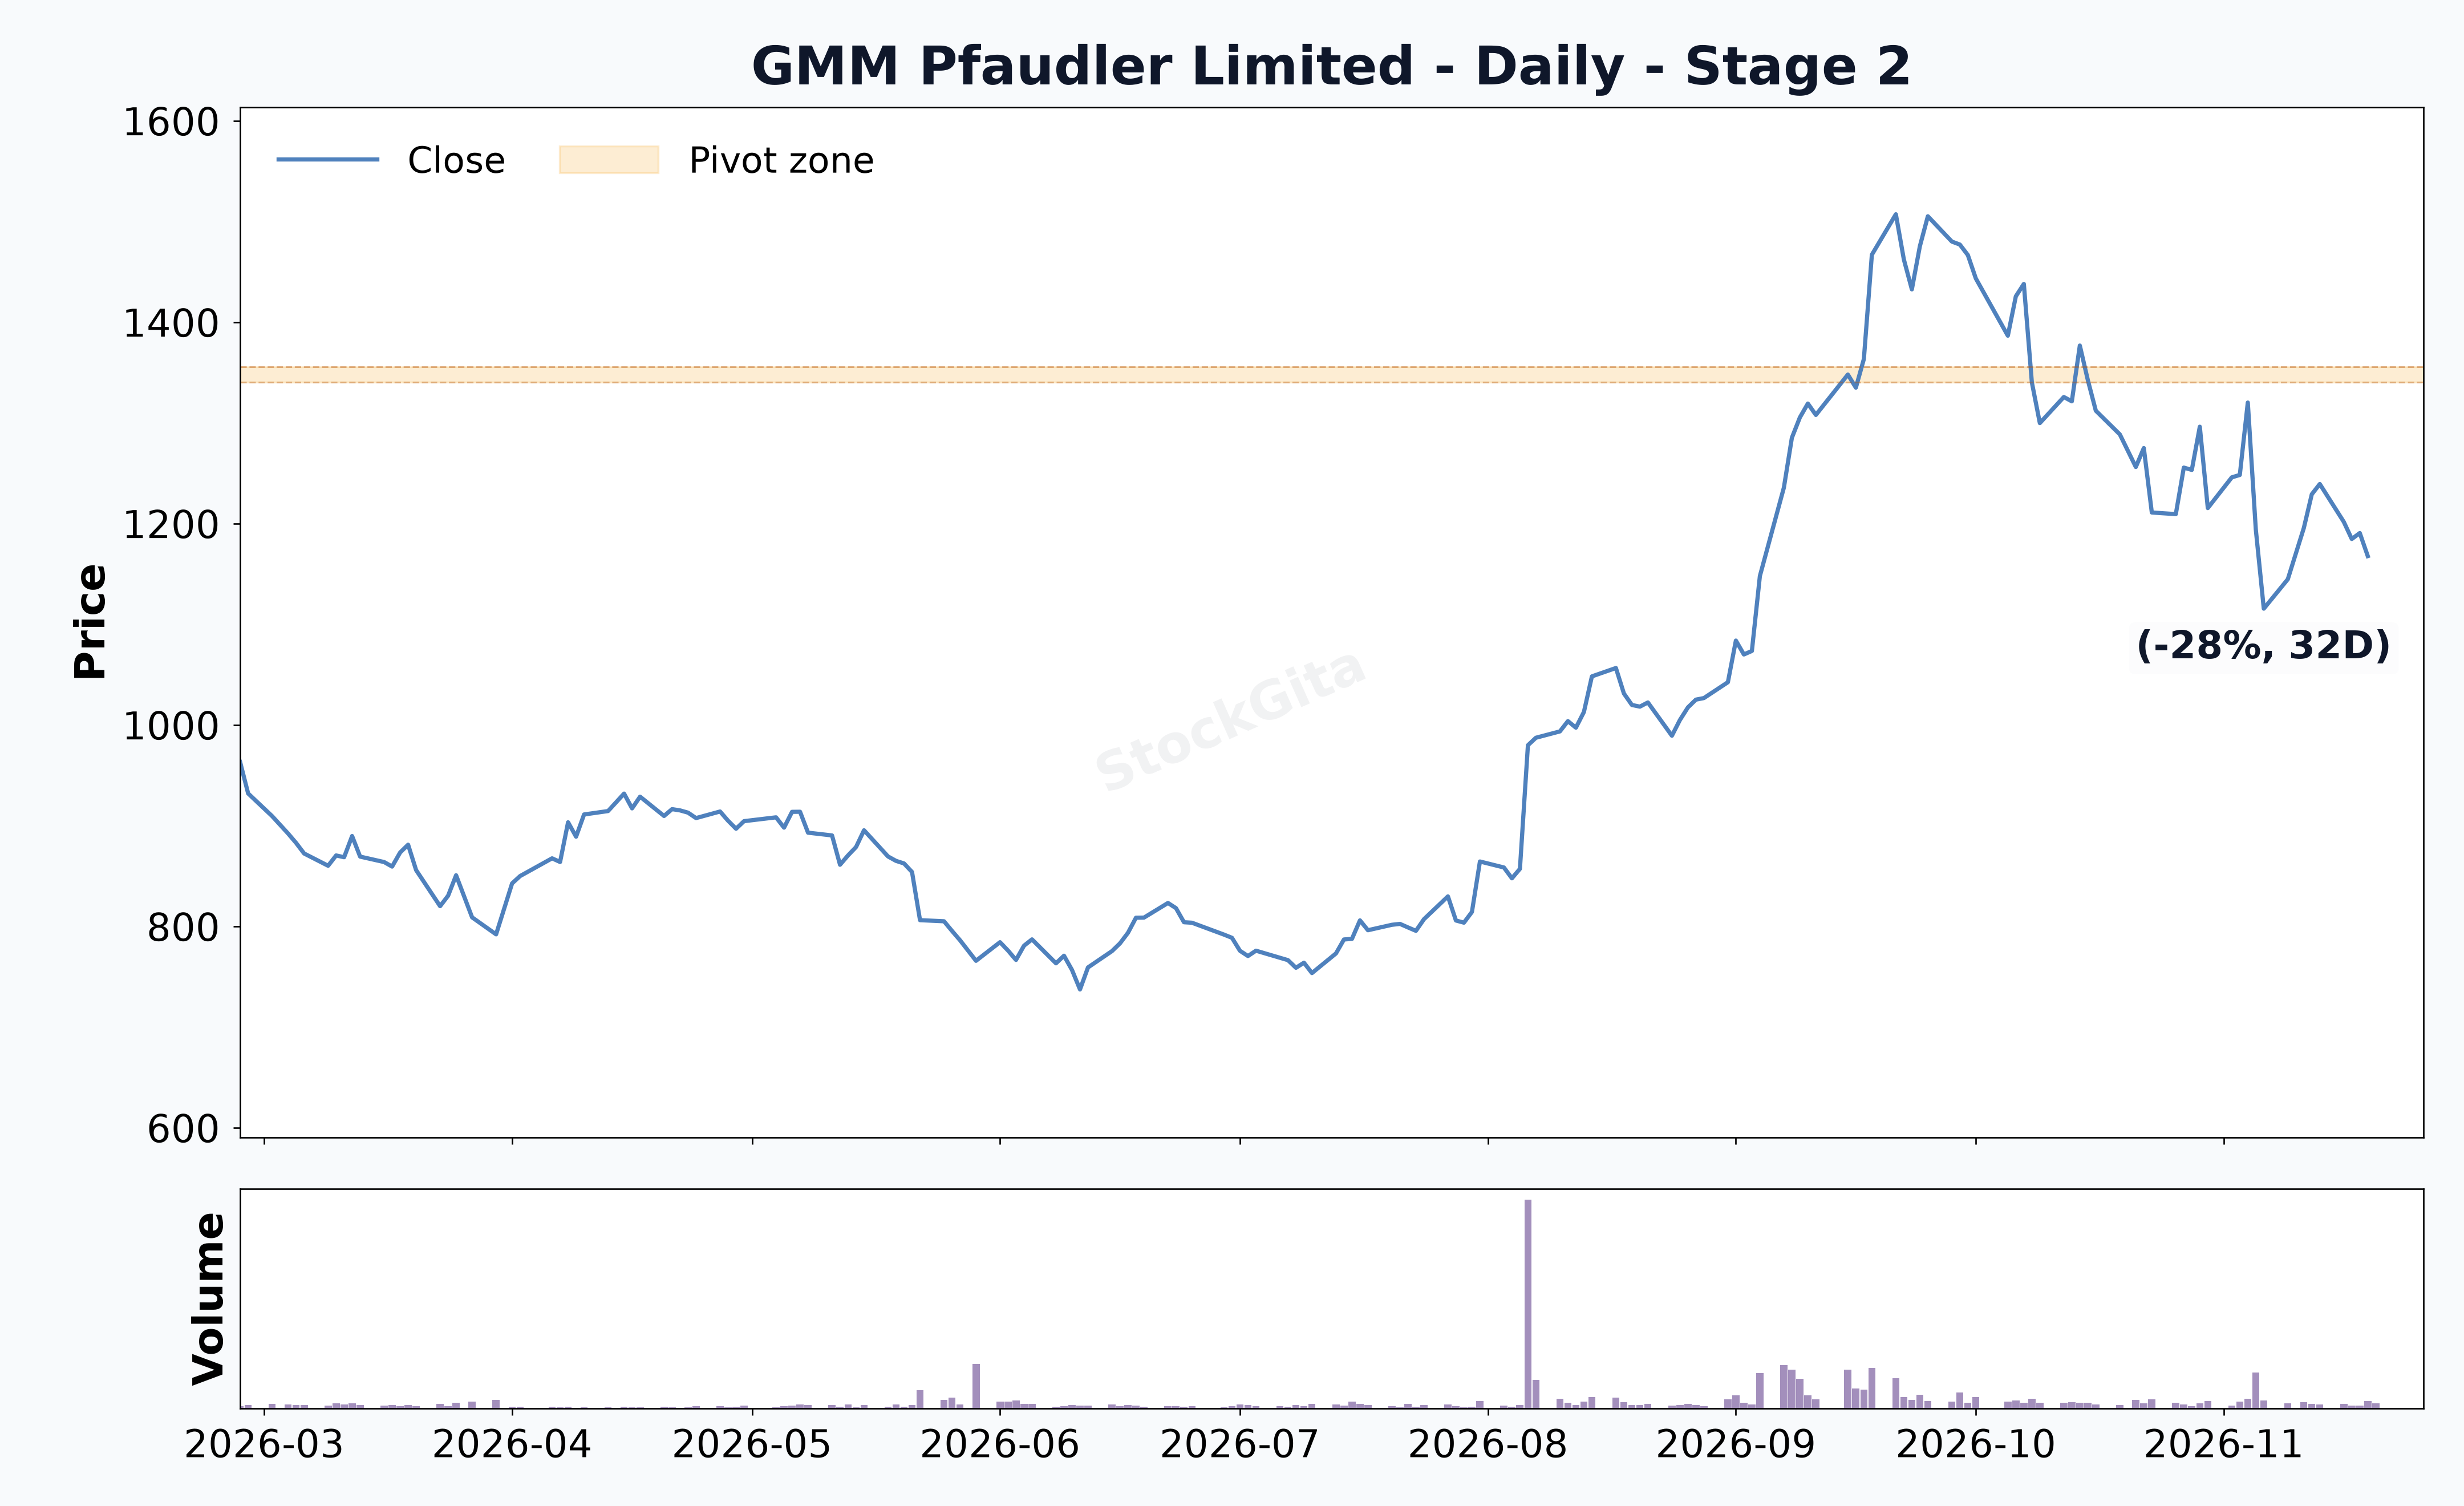 GMM Pfaudler Limited - Daily - Stage 2
1600
Close
Pivot zone
1400
1200
Price
(-28%, 32D)
StockGita
1000
800
600
Volume
2026-03
2026-04
2026-05
2026-06
2026-07
2026-08
2026-09
2026-10
2026-11